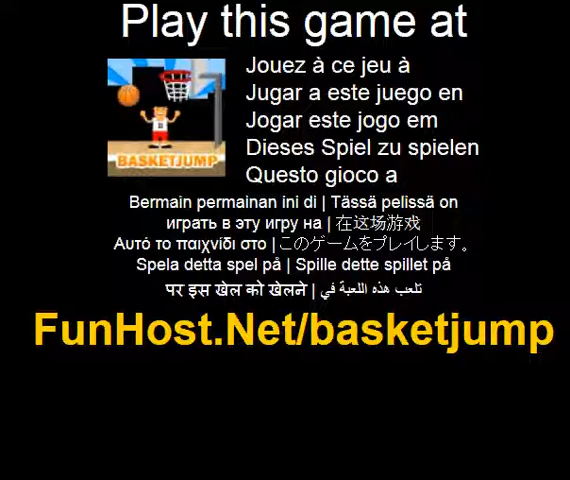 Play this game at
Jouez à ce jeu à
Jugar a este juego en
Jogar este jogo em
Dieses Spiel zu spielen
Questo gioco a
BASKETJUMP
Bermain permainan ini di | Tässä pelissä on
играть в эту игру на | 在这场游戏
Αυτό το παιχνίδι στο | このゲームをプレイします。
Spela detta spel på | Spille dette spillet på
पर इस खेल को खेलने | تلعب هذه اللعبة في
FunHost.Net/basketjump